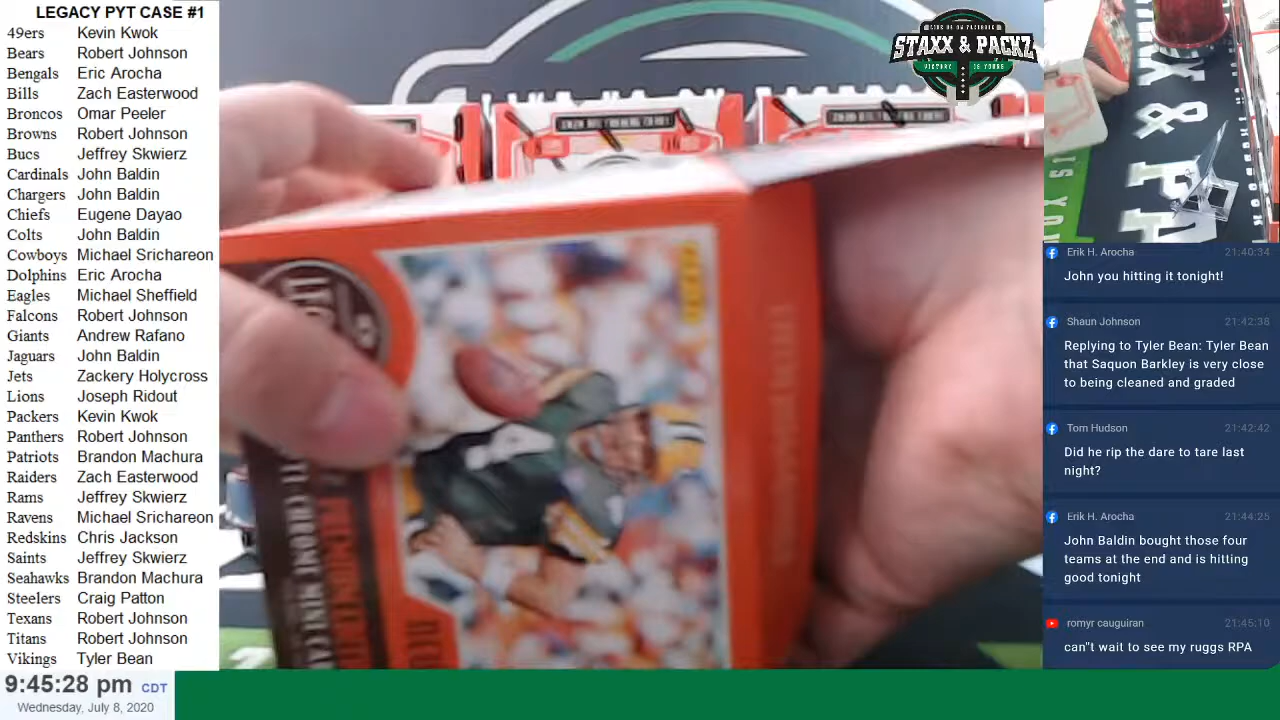 LEGACY PYT CASE #1
49ers Kevin Kwok
Bears Robert Johnson
Bengals Eric Arocha
Bills Zach Easterwood
Broncos Omar Peeler
Browns Robert Johnson
Bucs Jeffrey Skwierz
Cardinals John Baldin
Chargers John Baldin
Chiefs Eugene Dayao
Colts John Baldin
Cowboys Michael Srichareon
Dolphins Eric Arocha
Eagles Michael Sheffield
Falcons Robert Johnson
Giants Andrew Rafano
Jaguars John Baldin
Jets Zackery Holycross
Lions Joseph Ridout
Packers Kevin Kwok
Panthers Robert Johnson
Patriots Brandon Machura
Raiders Zach Easterwood
Rams Jeffrey Skwierz
Ravens Michael Srichareon
Redskins Chris Jackson
Saints Jeffrey Skwierz
Seahawks Brandon Machura
Steelers Craig Patton
Texans Robert Johnson
Titans Robert Johnson
Vikings Tyler Bean
9:45:28 pm CDT
Wednesday, July 8, 2020
STAXX & PACKZ
VICTORY IS YOURS
4
Erik H. Arocha 21:40:34
John you hitting it tonight!
Shaun Johnson 21:42:38
Replying to Tyler Bean: Tyler Bean
that Saquon Barkley is very close
to being cleaned and graded
Tom Hudson 21:42:42
Did he rip the dare to tare last
night?
Erik H. Arocha 21:44:25
John Baldin bought those four
teams at the end and is hitting
good tonight
romyr cauguiran 21:45:10
can"t wait to see my ruggs RPA